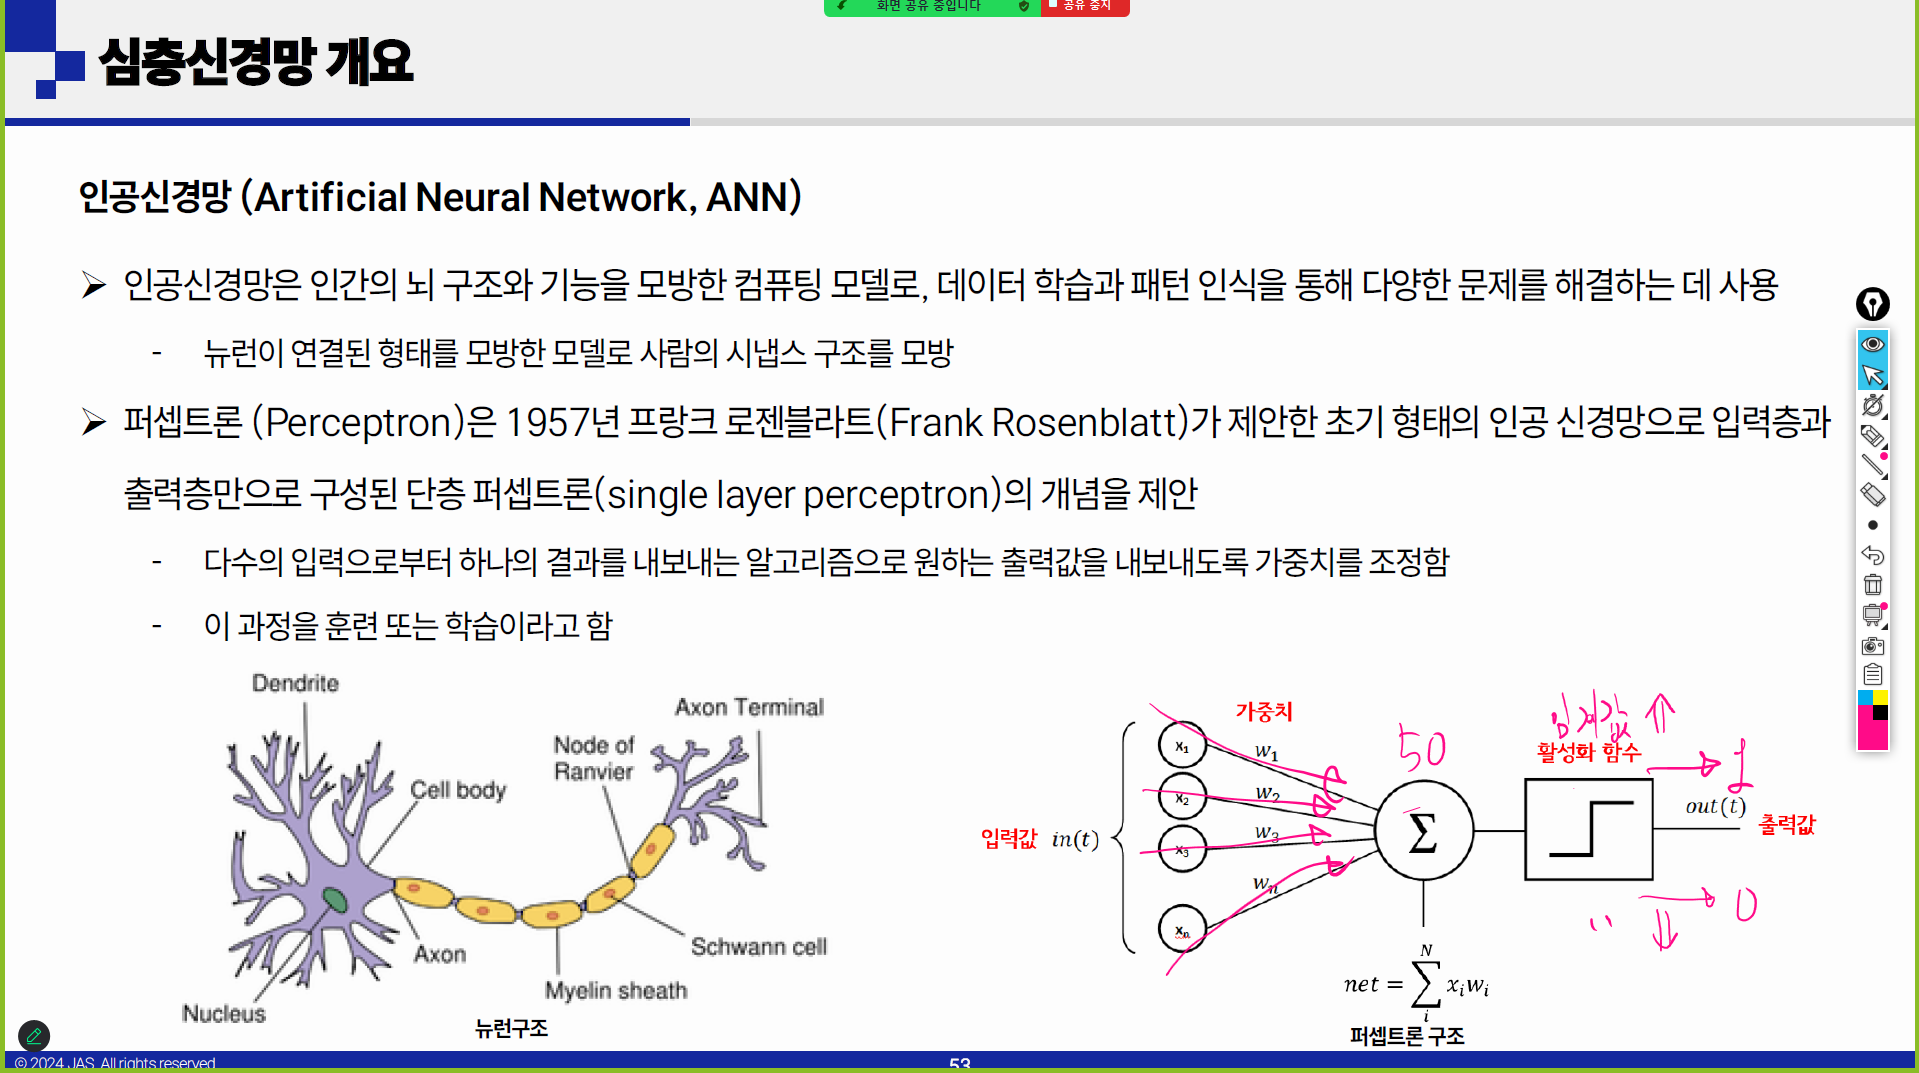 화면 공유 중입니다
공유 중지
심층신경망 개요
인공신경망 (Artificial Neural Network, ANN)
➢ 인공신경망은 인간의 뇌 구조와 기능을 모방한 컴퓨팅 모델로, 데이터 학습과 패턴 인식을 통해 다양한 문제를 해결하는 데 사용
- 뉴런이 연결된 형태를 모방한 모델로 사람의 시냅스 구조를 모방
➢ 퍼셉트론 (Perceptron)은 1957년 프랑크 로젠블라트(Frank Rosenblatt)가 제안한 초기 형태의 인공 신경망으로 입력층과
출력층만으로 구성된 단층 퍼셉트론(single layer perceptron)의 개념을 제안
- 다수의 입력으로부터 하나의 결과를 내보내는 알고리즘으로 원하는 출력값을 내보내도록 가중치를 조정함
- 이 과정을 훈련 또는 학습이라고 함
Dendrite
Axon Terminal
Node of
Ranvier
Cell body
Axon
Schwann cell
Myelin sheath
Nucleus
뉴런구조
가중치
임계값 ↑
50
활성화 함수
1
x₁
w₁
x₂
w₂
out(t)
출력값
입력값
in(t)
x₃
w₃
Σ
wₙ
xₙ
〃 ⇓
0
net = ∑ᵢᴺ xᵢwᵢ
퍼셉트론 구조
© 2024 JAS. All rights reserved
53